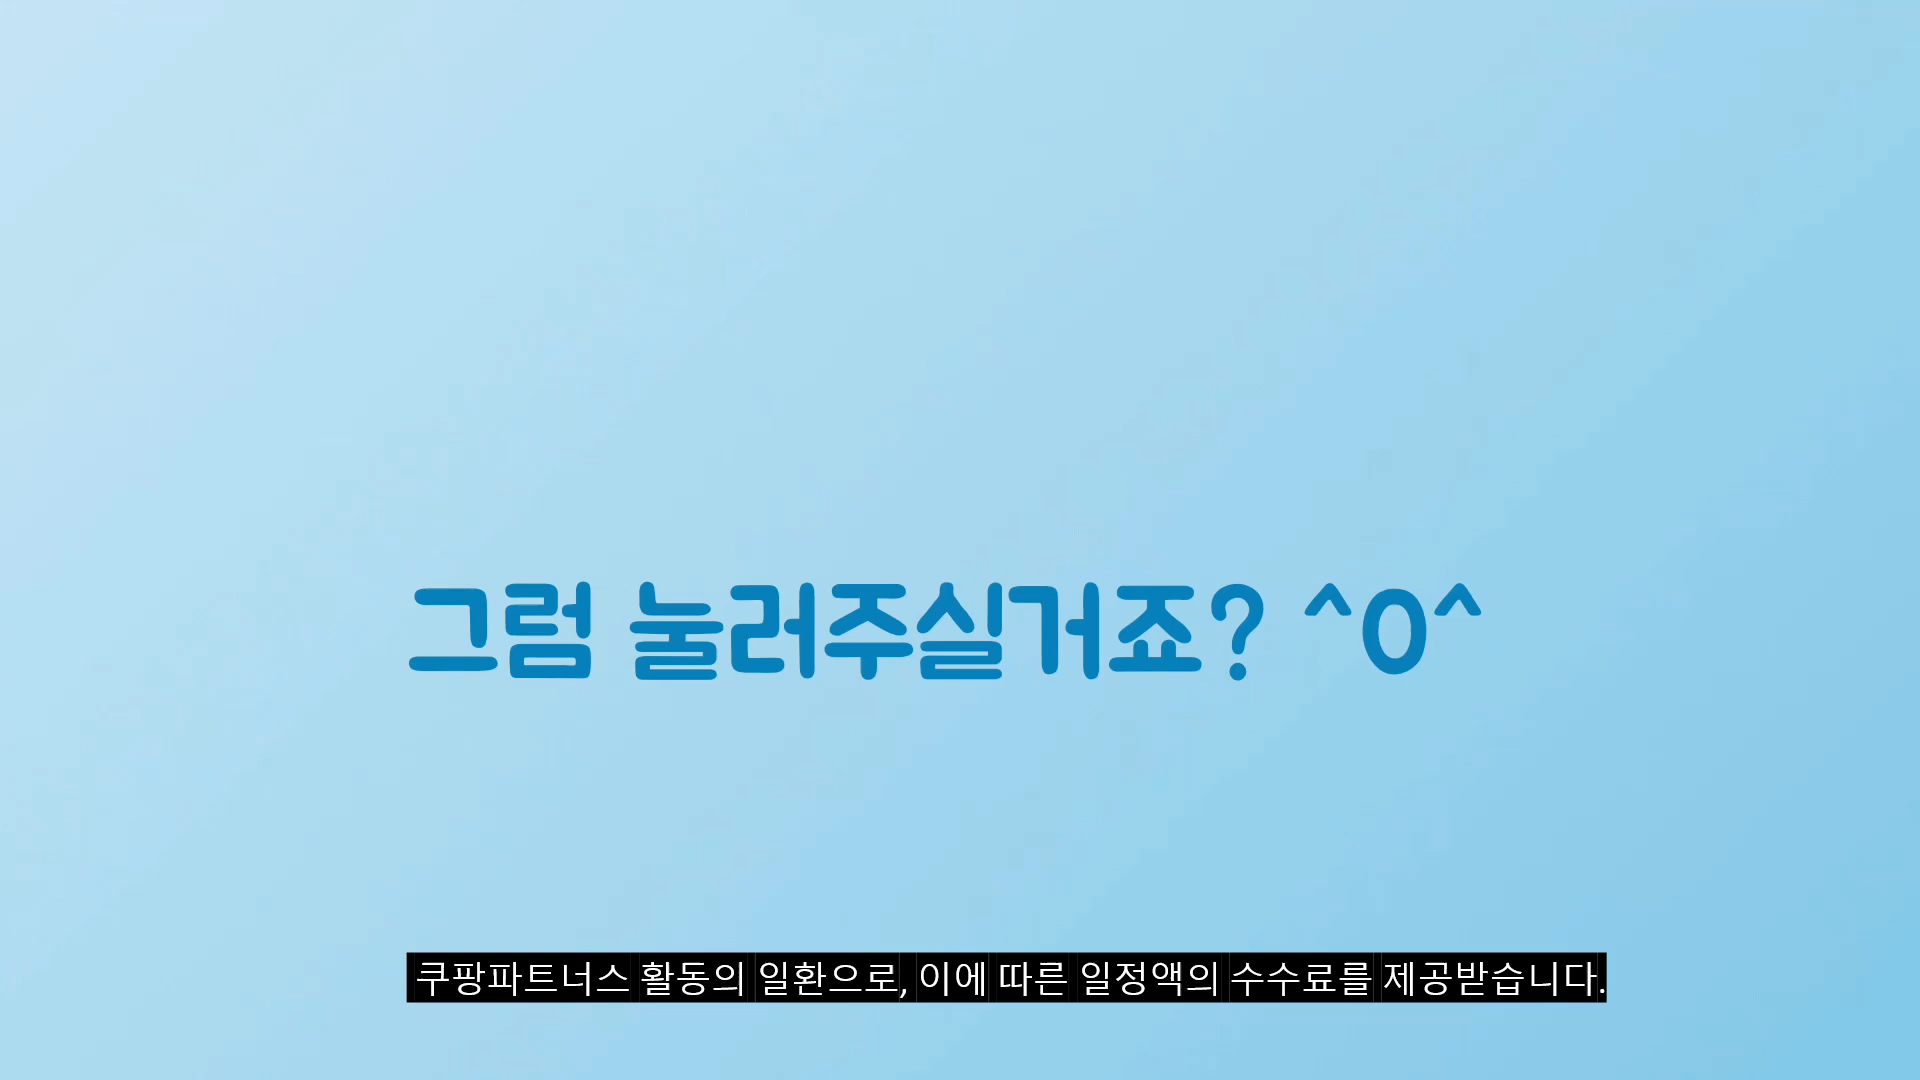 그럼 눌러주실거죠? ^0^
쿠팡파트너스 활동의 일환으로, 이에 따른 일정액의 수수료를 제공받습니다.